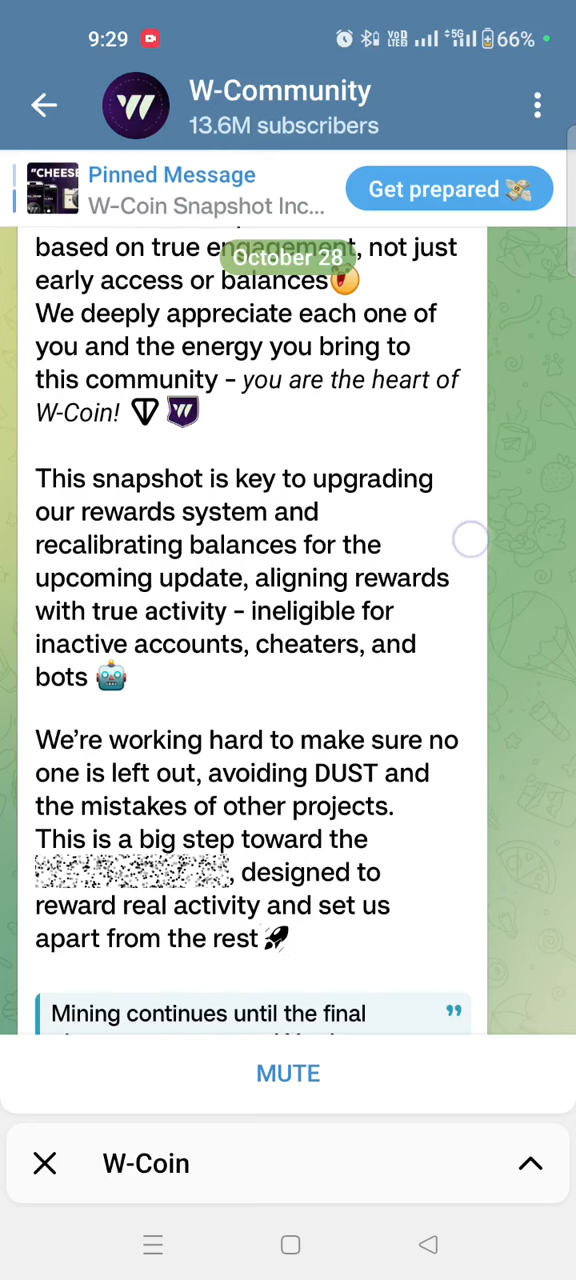 9:29
VoD
LTE
5G
66%
W-Community
13.6M subscribers
"CHEESE
Pinned Message
W-Coin Snapshot Inc...
Get prepared 💸
based on true engagement, not just
October 28
early access or balances🤩
We deeply appreciate each one of
you and the energy you bring to
this community – you are the heart of
W-Coin!
This snapshot is key to upgrading
our rewards system and
recalibrating balances for the
upcoming update, aligning rewards
with true activity – ineligible for
inactive accounts, cheaters, and
bots 🤖
We’re working hard to make sure no
one is left out, avoiding DUST and
the mistakes of other projects.
This is a big step toward the
, designed to
reward real activity and set us
apart from the rest🚀
Mining continues until the final
MUTE
W-Coin